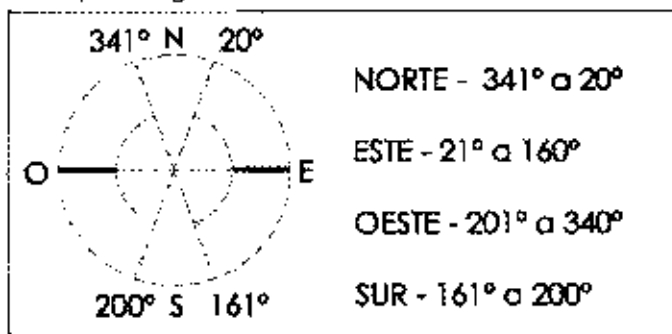 341° N 20°
NORTE - 341° a 20°
ESTE - 21° a 160°
O E
OESTE - 201° a 340°
SUR - 161° a 200°
200° S 161°